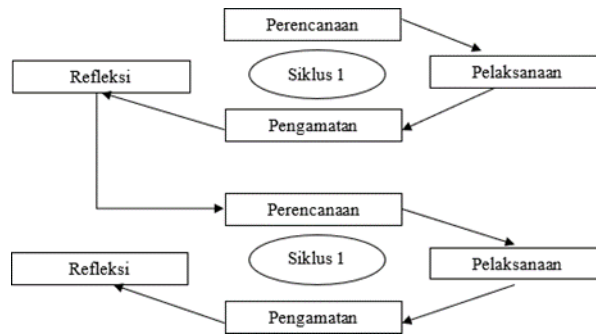 Perencanaan
Refleksi
Siklus 1
Pelaksanaan
Pengamatan
Perencanaan
Refleksi
Siklus 1
Pelaksanaan
Pengamatan